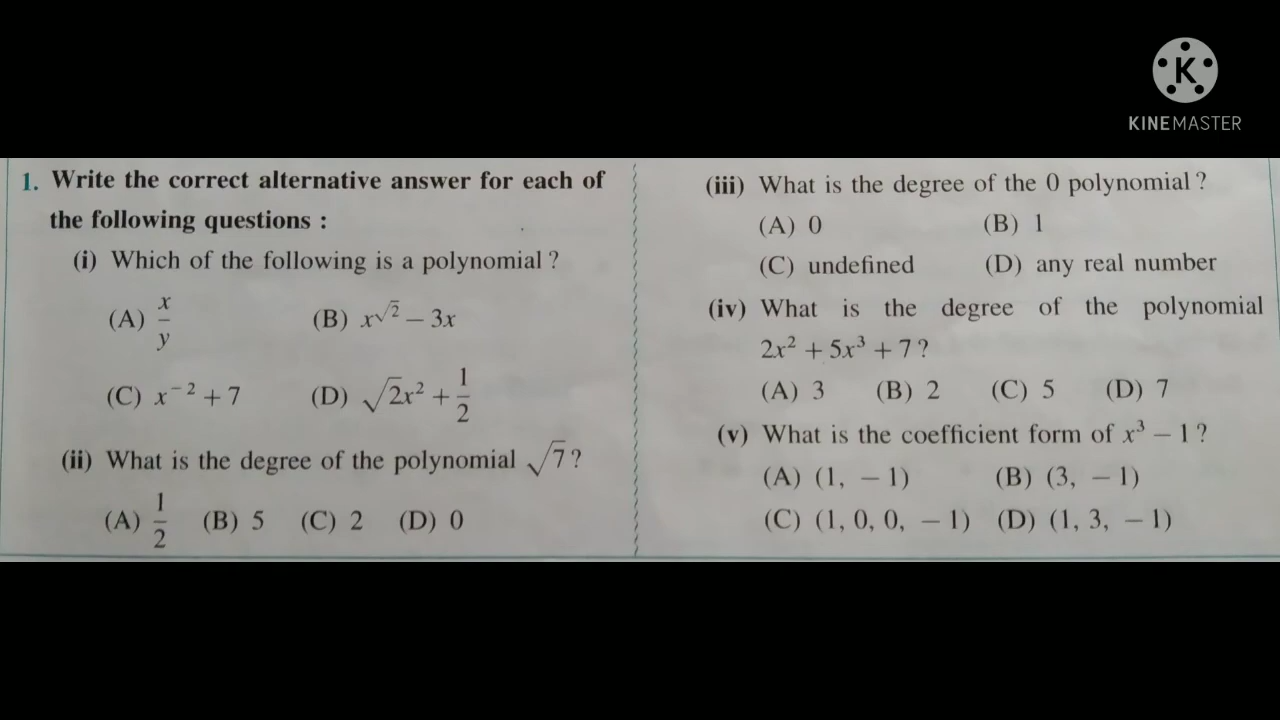 K
KINEMASTER
1. Write the correct alternative answer for each of
the following questions :
(i) Which of the following is a polynomial ?
(A) x/y (B) x^√2 – 3x
(C) x⁻² + 7 (D) √2x² + 1/2
(ii) What is the degree of the polynomial √7 ?
(A) 1/2 (B) 5 (C) 2 (D) 0
(iii) What is the degree of the 0 polynomial ?
(A) 0 (B) 1
(C) undefined (D) any real number
(iv) What is the degree of the polynomial
2x² + 5x³ + 7 ?
(A) 3 (B) 2 (C) 5 (D) 7
(v) What is the coefficient form of x³ – 1 ?
(A) (1, – 1) (B) (3, – 1)
(C) (1, 0, 0, – 1) (D) (1, 3, – 1)